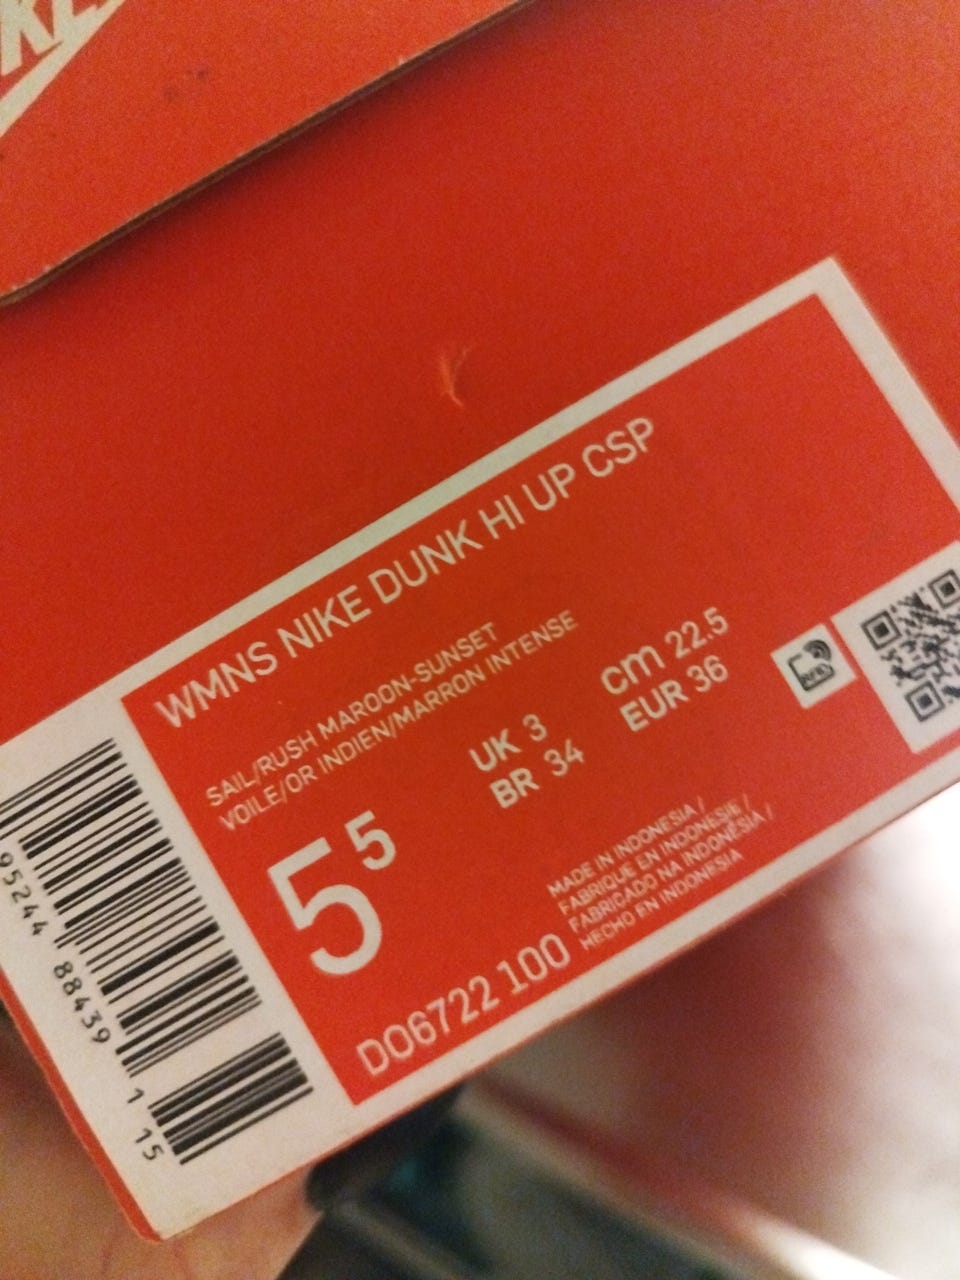 WMNS NIKE DUNK HI UP CSP
SAIL/RUSH MAROON-SUNSET
VOILE/OR INDIEN/MARRON INTENSE
5 5
UK 3
BR 34
cm 22.5
EUR 36
MADE IN INDONESIA /
FABRIQUE EN INDONESIE /
FABRICADO NA INDONÉSIA /
HECHO EN INDONESIA
DO6722 100
95244 88439 1 15
RFID